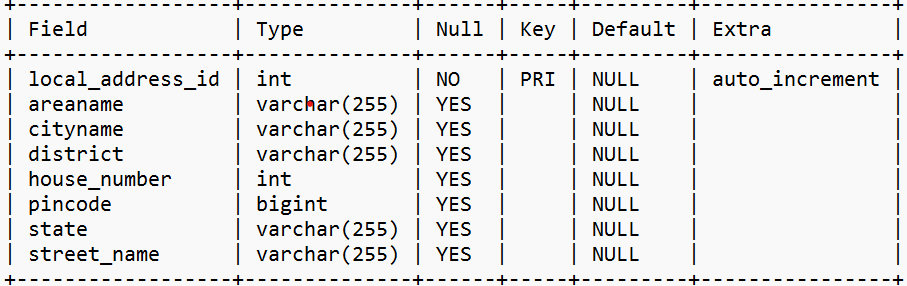 +------------------+--------------+------+-----+---------+----------------+
| Field            | Type         | Null | Key | Default | Extra          |
+------------------+--------------+------+-----+---------+----------------+
| local_address_id | int          | NO   | PRI | NULL    | auto_increment |
| areaname         | varchar(255) | YES  |     | NULL    |                |
| cityname         | varchar(255) | YES  |     | NULL    |                |
| district         | varchar(255) | YES  |     | NULL    |                |
| house_number     | int          | YES  |     | NULL    |                |
| pincode          | bigint       | YES  |     | NULL    |                |
| state            | varchar(255) | YES  |     | NULL    |                |
| street_name      | varchar(255) | YES  |     | NULL    |                |
+------------------+--------------+------+-----+---------+----------------+